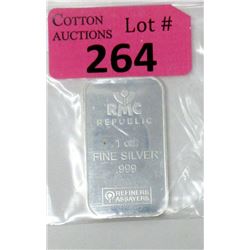 COTTON
AUCTIONS
Lot #
264
RMC
REPUBLIC
1 oz
FINE SILVER
.999
REFINERS
ASSAYERS